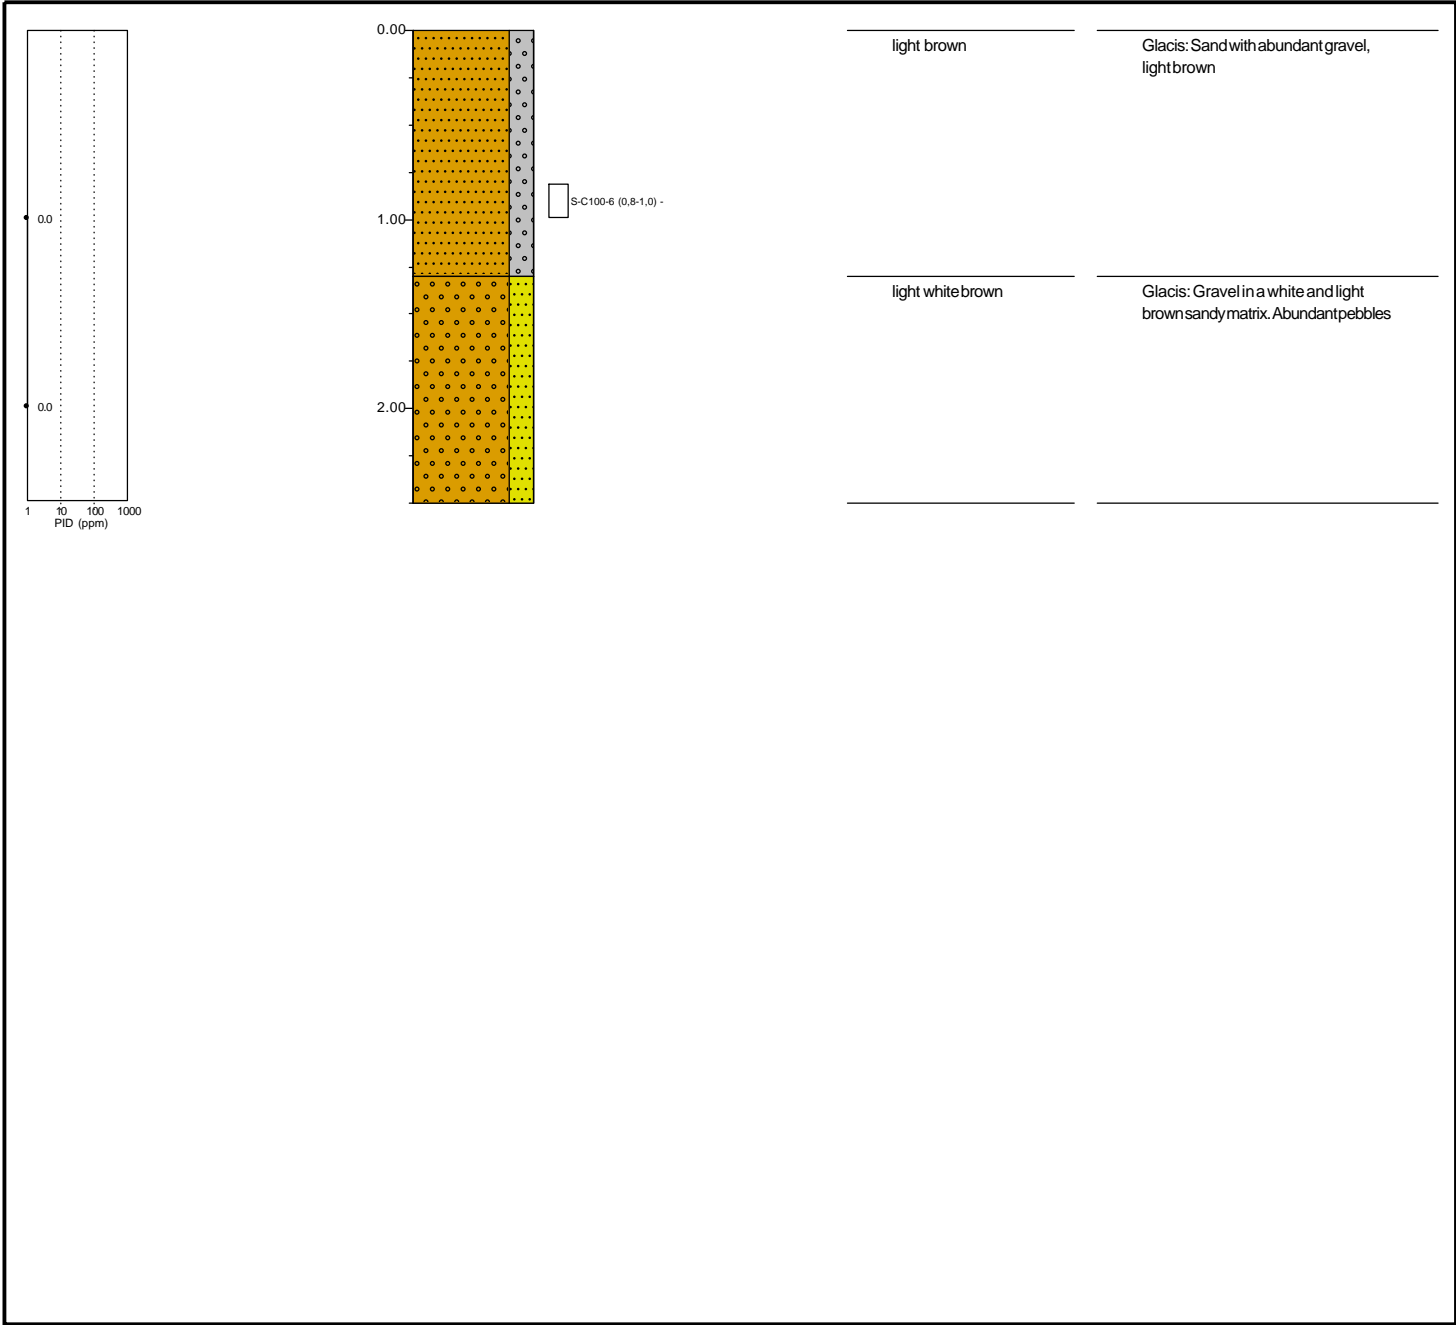 0.00
light brown
Glacis: Sand with abundant gravel,
light brown
S-C100-6 (0,8-1,0) -
1.00
0.0
light white brown
Glacis: Gravel in a white and light
brown sandy matrix. Abundant pebbles
2.00
0.0
1 10 100 1000
PID (ppm)